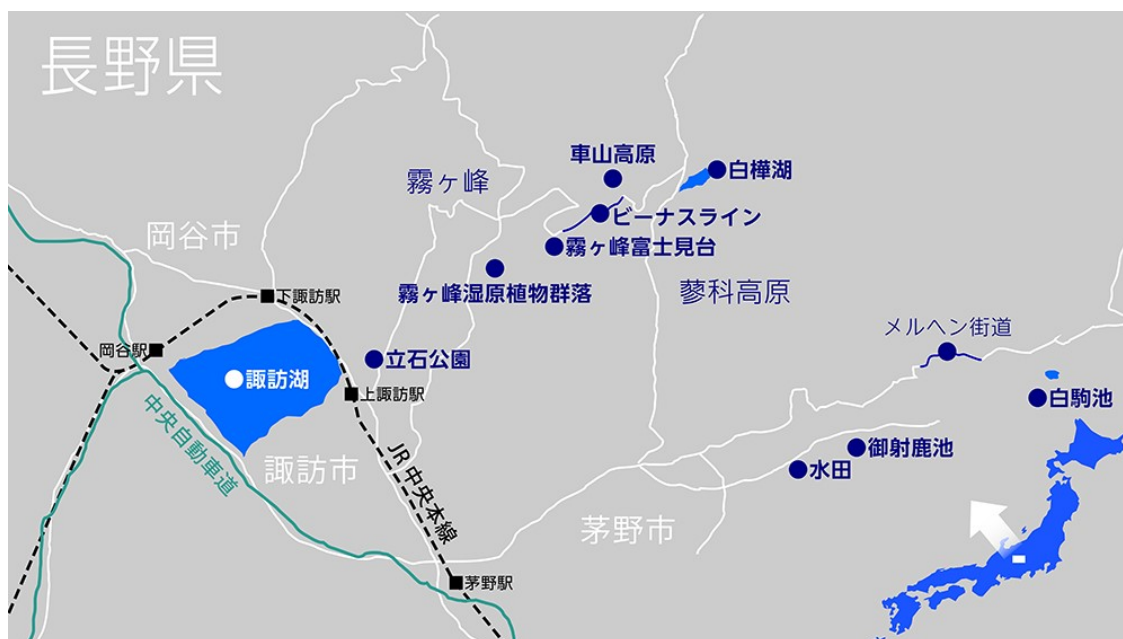 長野県
車山高原
白樺湖
霧ヶ峰
ビーナスライン
岡谷市
霧ヶ峰富士見台
霧ヶ峰湿原植物群落
蓼科高原
下諏訪駅
メルヘン街道
岡谷駅
立石公園
諏訪湖
上諏訪駅
白駒池
中央自動車道
諏訪市
JR中央本線
御射鹿池
水田
茅野市
茅野駅